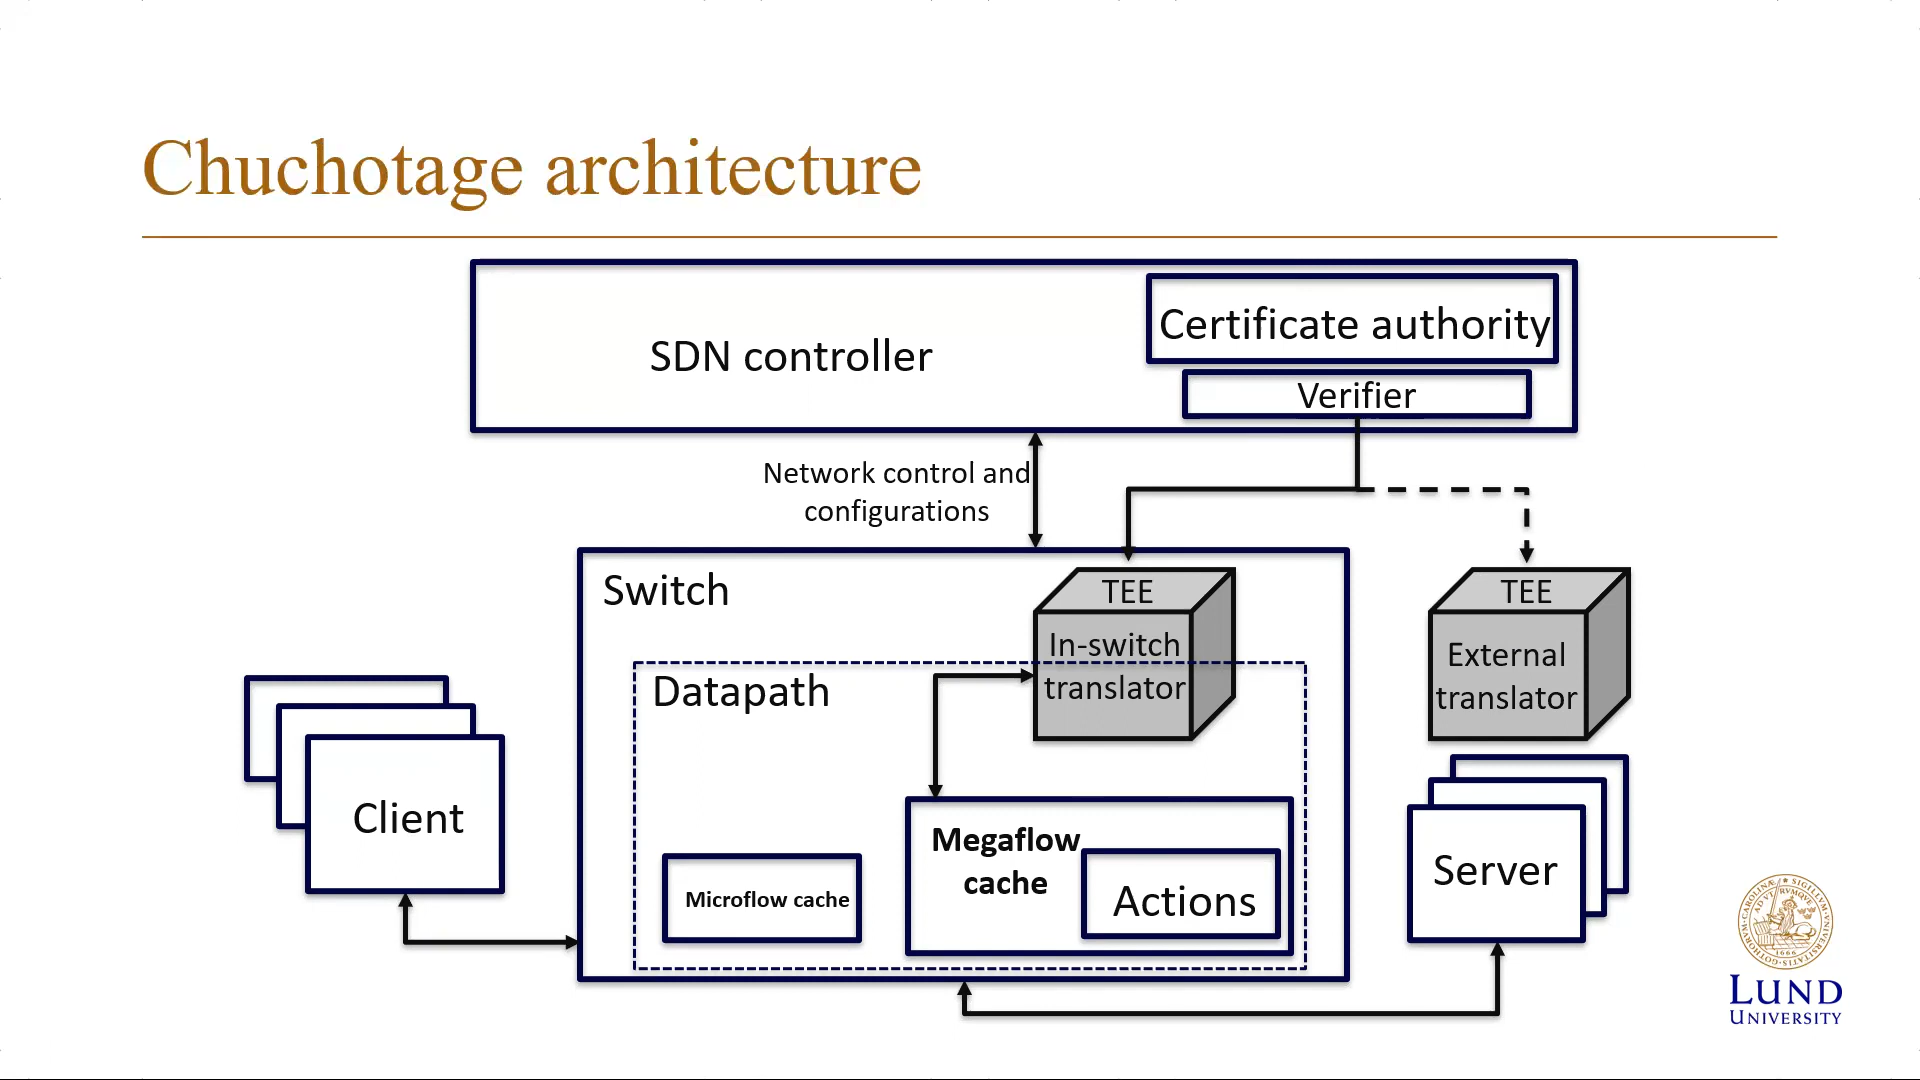 Chuchotage architecture
SDN controller
Certificate authority
Verifier
Network control and
configurations
Switch
TEE
In-switch
translator
TEE
External
translator
Datapath
Client
Microflow cache
Megaflow
cache
Actions
Server
LUND
UNIVERSITY